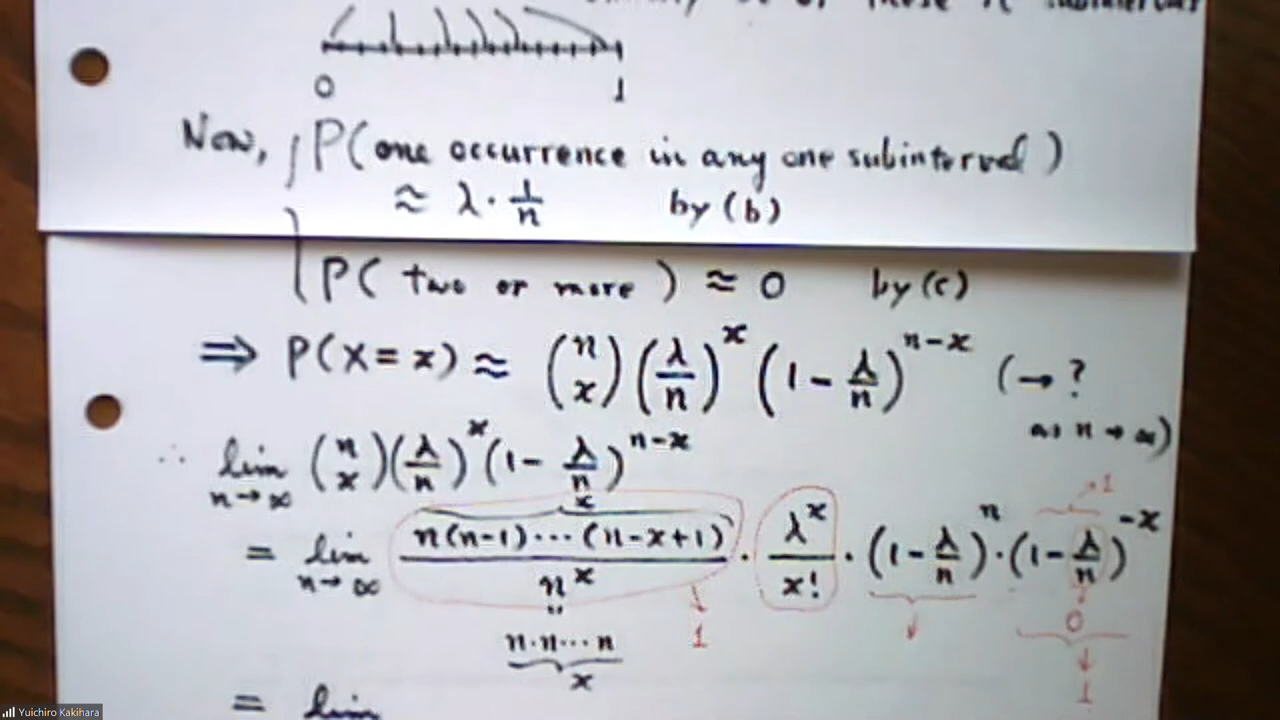 0 1
Now, { P(one occurrence in any one subinterval)
≈ λ · 1/n by (b)
P( two or more ) ≈ 0 by (c)
⇒ P(X = x) ≈ (n x) (λ/n)^x (1 - λ/n)^(n-x) (→ ?
as n → ∞)
∴ lim n→∞ (n x) (λ/n)^x (1 - λ/n)^(n-x)
x
= lim n→∞ n(n-1)···(n-x+1) / n^x · λ^x / x! · (1 - λ/n)^n · (1 - λ/n)^-x
→ 1
↓ 1
↓
↓ 0
↓ 1
n·n···n
x
= lim
Yuichiro Kakihara